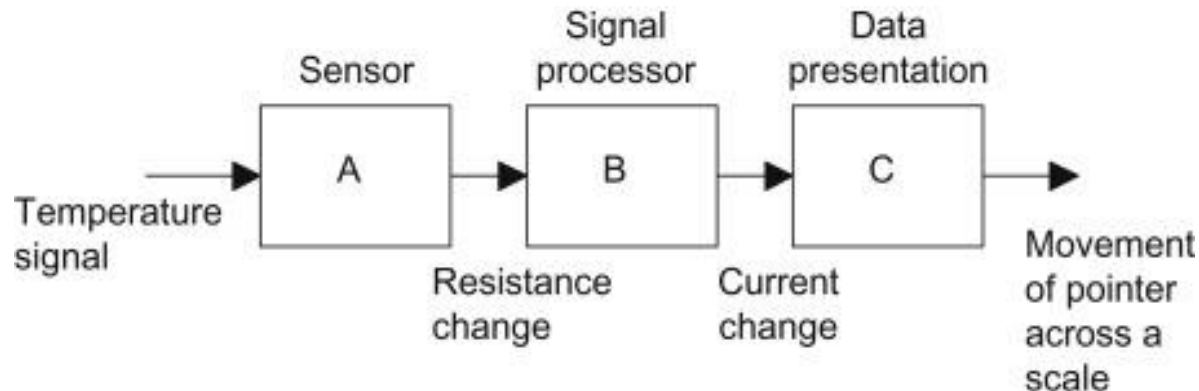 Sensor
Signal
processor
Data
presentation
A
B
C
Temperature
signal
Resistance
change
Current
change
Movement
of pointer
across a
scale